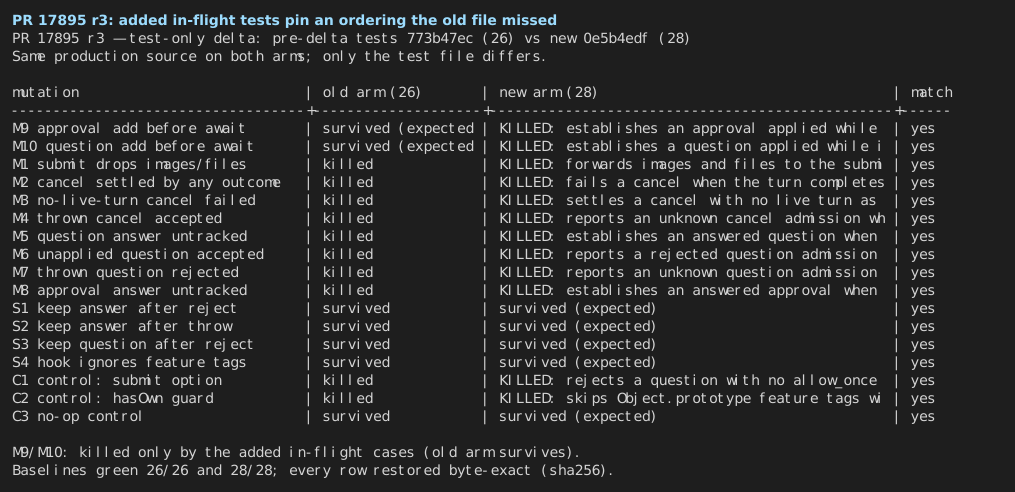 PR 17895 r3: added in-flight tests pin an ordering the old file missed
PR 17895 r3 — test-only delta: pre-delta tests 773b47ec (26) vs new 0e5b4edf (28)
Same production source on both arms; only the test file differs.
mutation | old arm (26) | new arm (28) | match
---------------------------------+-------------------+---------------------------------------------+------
M9 approval add before await | survived (expected | KILLED: establishes an approval applied while | yes
M10 question add before await | survived (expected | KILLED: establishes a question applied while i | yes
M1 submit drops images/files | killed | KILLED: forwards images and files to the submi | yes
M2 cancel settled by any outcome | killed | KILLED: fails a cancel when the turn completes | yes
M3 no-live-turn cancel failed | killed | KILLED: settles a cancel with no live turn as | yes
M4 thrown cancel accepted | killed | KILLED: reports an unknown cancel admission wh | yes
M5 question answer untracked | killed | KILLED: establishes an answered question when | yes
M6 unapplied question accepted | killed | KILLED: reports a rejected question admission | yes
M7 thrown question rejected | killed | KILLED: reports an unknown question admission | yes
M8 approval answer untracked | killed | KILLED: establishes an answered approval when | yes
S1 keep answer after reject | survived | survived (expected) | yes
S2 keep answer after throw | survived | survived (expected) | yes
S3 keep question after reject | survived | survived (expected) | yes
S4 hook ignores feature tags | survived | survived (expected) | yes
C1 control: submit option | killed | KILLED: rejects a question with no allow_once | yes
C2 control: hasOwn guard | killed | KILLED: skips Object.prototype feature tags wi | yes
C3 no-op control | survived | survived (expected) | yes
M9/M10: killed only by the added in-flight cases (old arm survives).
Baselines green 26/26 and 28/28; every row restored byte-exact (sha256).